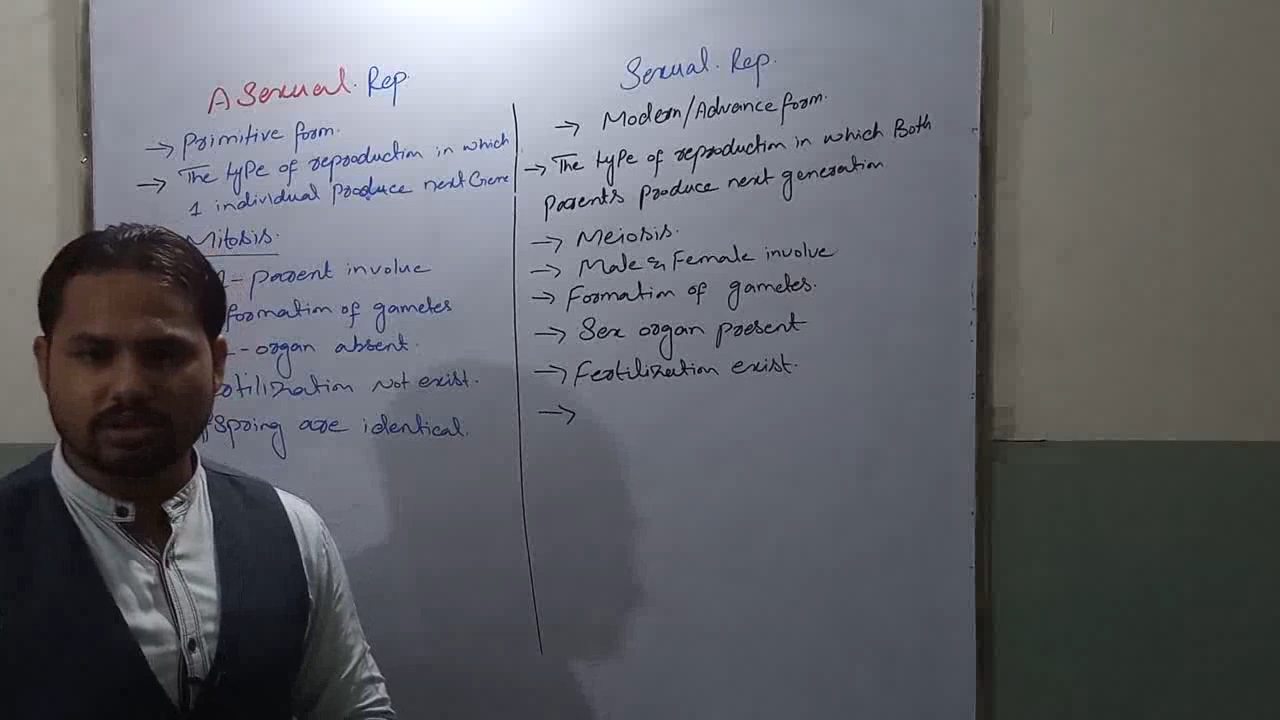 A Sexual. Rep.
→ Primitive form.
→ The type of reproduction in which
1 individual produce next Gene
Mitosis.
- parent involve
formation of gametes
- organ absent.
Not exist.
are identical.
Sexual. Rep.
→ Modern/Advance form.
→ The type of reproduction in which Both
Parents produce next generation
→ Meiosis.
→ Male & Female involve
→ Formation of gametes.
→ Sex organ present
→ Fertilization exist.
→